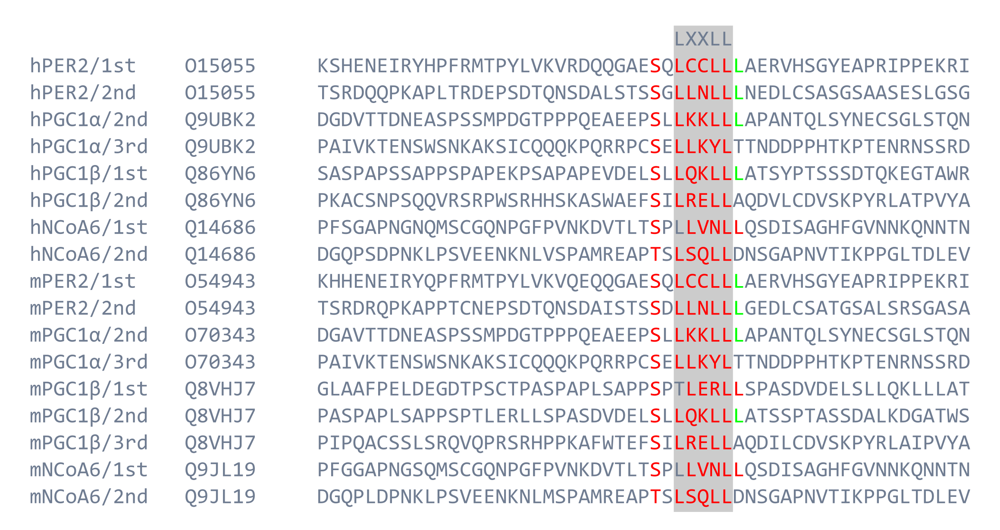 LXXLL
hPER2/1st O15055 KSHENEIRYHPFRMTPYLVKVRDQQGAESQLCCLLLAERVHSGYEAPRIPPEKRI
hPER2/2nd O15055 TSRDQQPKAPLTRDEPSDTQNSDALSTSSGLLNLLLNEDLCSASGSAASESLGSG
hPGC1α/2nd Q9UBK2 DGDVTTDNEASPSSMPDGTPPPQEAEEPSLLKKLLLAPANTQLSYNECSGLSTQN
hPGC1α/3rd Q9UBK2 PAIVKTENSWSNKAKSICQQQKPQRRPCSELLKYLTTNDDPPHTKPTENRNSSRD
hPGC1β/1st Q86YN6 SASPAPSSAPPSPAPEKPSAPAPEVDELSLLQKLLLATSYPTSSSDTQKEGTAWR
hPGC1β/2nd Q86YN6 PKACSNPSQQVRSRPWSRHHSKASWAEFSILRELLAQDVLCDVSKPYRLATPVYA
hNCoA6/1st Q14686 PFSGAPNGNQMSCGQNPGFPVNKDVTLTSPLLVNLLQSDISAGHFGVNNKQNNTN
hNCoA6/2nd Q14686 DGQPSDPNKLPSVEENKNLVSPAMREAPTSLSQLLDNSGAPNVTIKPPGLTDLEV
mPER2/1st O54943 KHHENEIRYQPFRMTPYLVKVQEQQGAESQLCCLLLAERVHSGYEAPRIPPEKRI
mPER2/2nd O54943 TSRDRQPKAPPTCNEPSDTQNSDAISTSSDLLNLLLGEDLCSATGSALSRSGASA
mPGC1α/2nd O70343 DGAVTTDNEASPSSMPDGTPPPQEAEEPSLLKKLLLAPANTQLSYNECSGLSTQN
mPGC1α/3rd O70343 PAIVKTENSWSNKAKSICQQQKPQRRPCSELLKYLTTNDDPPHTKPTENRNSSRD
mPGC1β/1st Q8VHJ7 GLAAFPELDEGDTPSCTPASPAPLSAPPSPTLERLLSPASDVDELSLLQKLLLAT
mPGC1β/2nd Q8VHJ7 PASPAPLSAPPSPTLERLLSPASDVDELSLLQKLLLATSSPTASSDALKDGATWS
mPGC1β/3rd Q8VHJ7 PIPQACSSLSRQVQPRSRHPPKAFWTEFSILRELLAQDILCDVSKPYRLAIPVYA
mNCoA6/1st Q9JL19 PFGGAPNGSQMSCGQNPGFPVNKDVTLTSPLLVNLLQSDISAGHFGVNNKQNNTN
mNCoA6/2nd Q9JL19 DGQPLDPNKLPSVEENKNLMSPAMREAPTSLSQLLDNSGAPNVTIKPPGLTDLEV